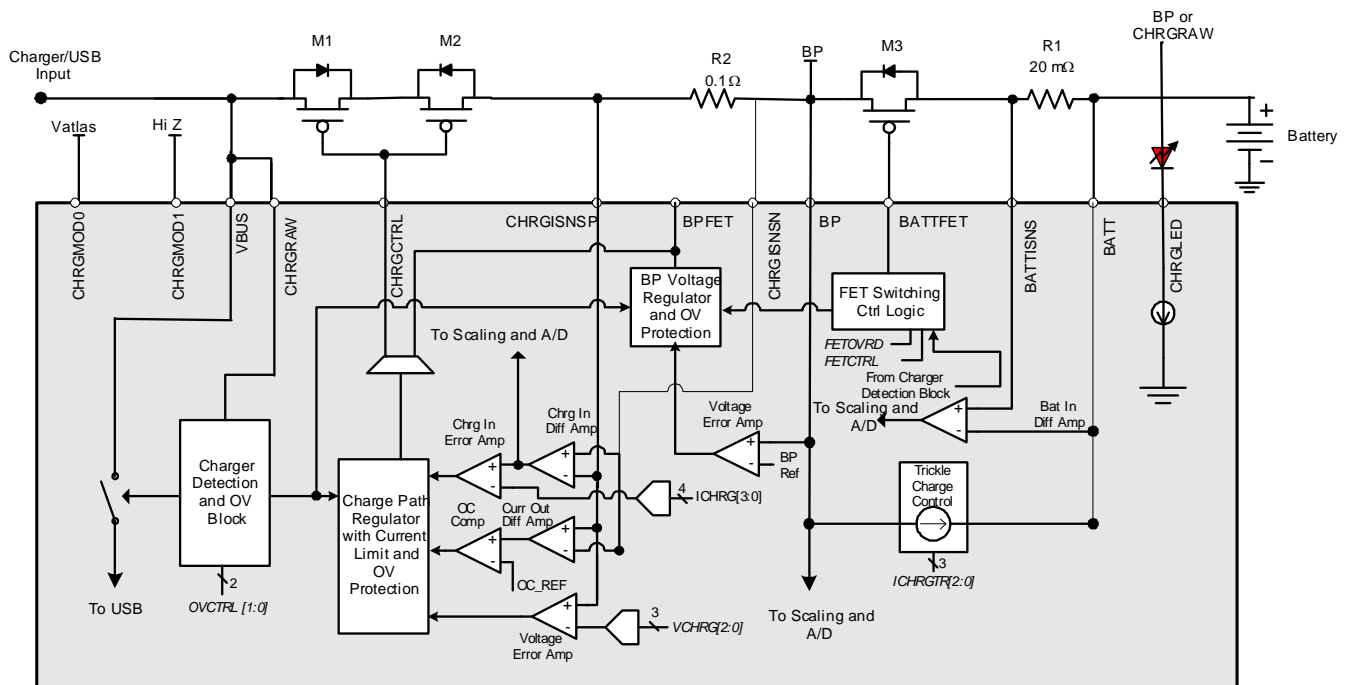 BP or
CHRGRAW
M1
M2
BP
M3
R1
20 mΩ
R2
0.1Ω
Charger/USB
Input
Vatlas
Hi Z
+
−
Battery
CHRGMOD0
CHRGMOD1
VBUS
CHRGRAW
CHRGCTRL
CHRGISNSP
BPFET
CHRGISNSN
BP
BATTFET
BATTISNS
BATT
CHRGLED
BP Voltage
Regulator
and OV
Protection
FET Switching
Ctrl Logic
FETOVRD
FETCTRL
From Charger
Detection Block
To Scaling and A/D
To Scaling and
A/D
Bat In
Diff Amp
+
-
Voltage
Error Amp
+
-
BP
Ref
Chrg In
Error Amp
+
-
Chrg In
Diff Amp
+
-
4
ICHRG[3:0]
Charger
Detection
and OV
Block
Charge Path
Regulator
with Current
Limit and
OV
Protection
OC
Comp
+
-
Curr Out
Diff Amp
+
-
OC_REF
Trickle
Charge
Control
3
ICHRGTR[2:0]
2
OVCTRL [1:0]
To USB
+
-
Voltage
Error Amp
3
VCHRG[2:0]
To Scaling and
A/D